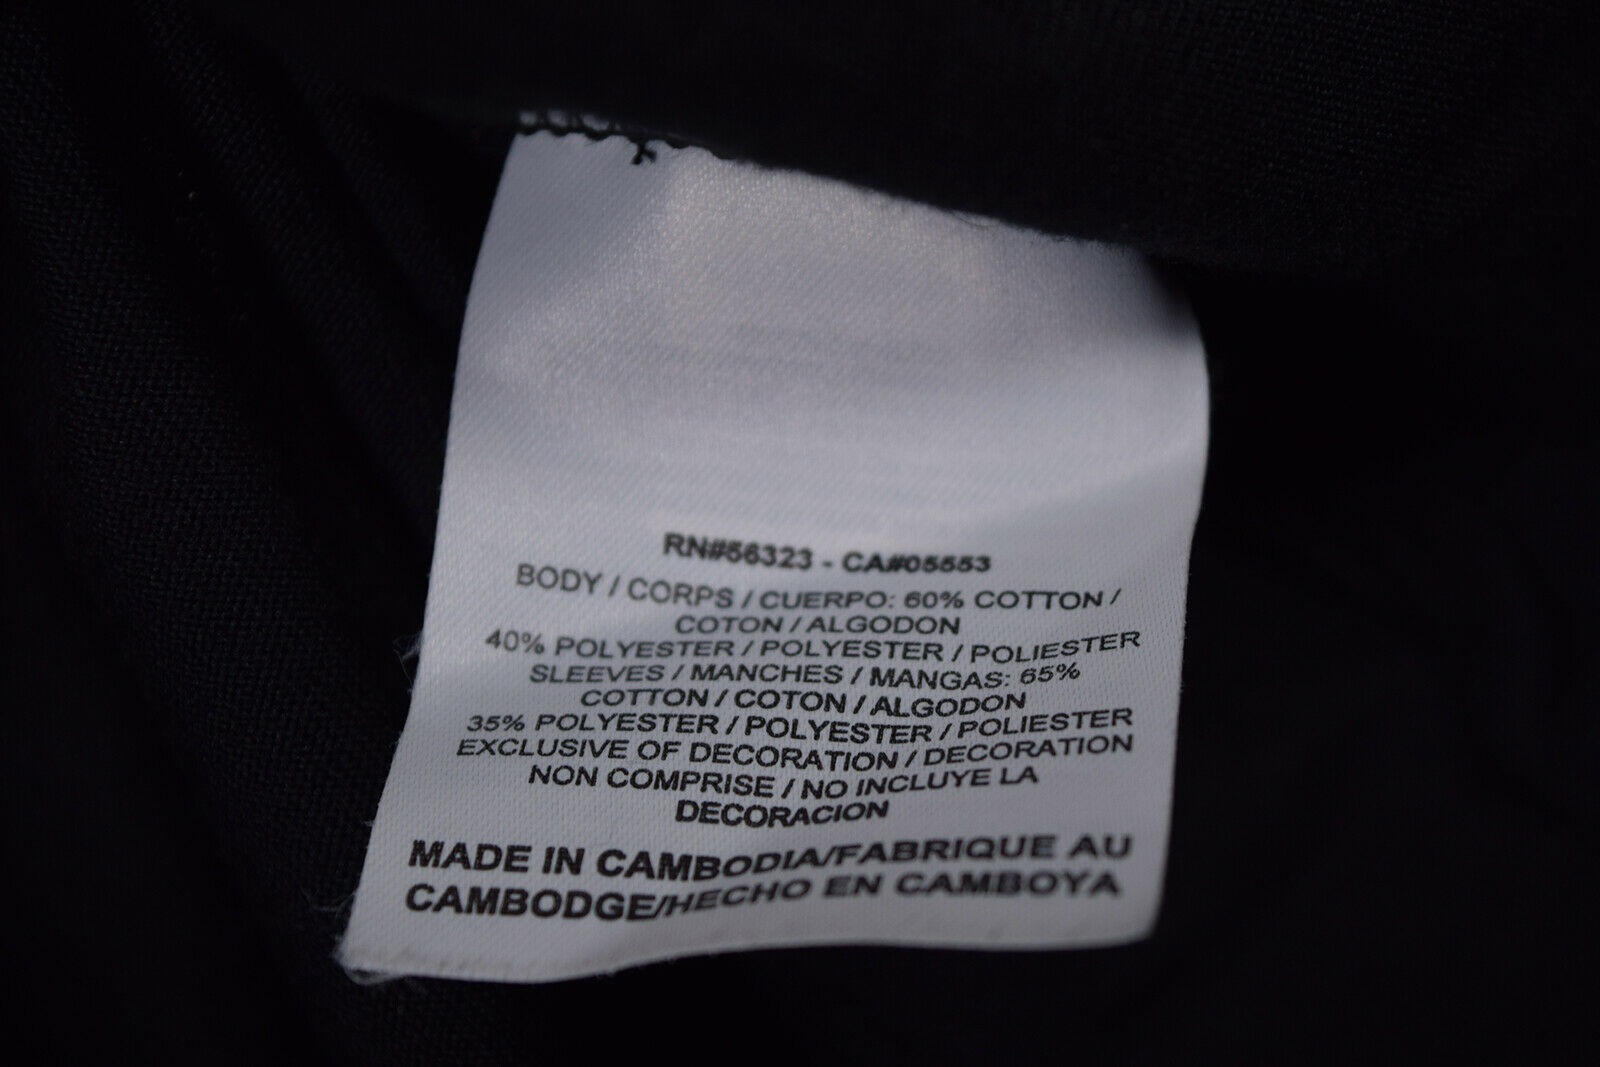 RN#56323 - CA#05553
BODY / CORPS / CUERPO: 60% COTTON /
COTON / ALGODON
40% POLYESTER / POLYESTER / POLIESTER
SLEEVES / MANCHES / MANGAS: 65%
COTTON / COTON / ALGODON
35% POLYESTER / POLYESTER / POLIESTER
EXCLUSIVE OF DECORATION / DECORATION
NON COMPRISE / NO INCLUYE LA
DECORACION
MADE IN CAMBODIA/FABRIQUE AU
CAMBODGE/HECHO EN CAMBOYA